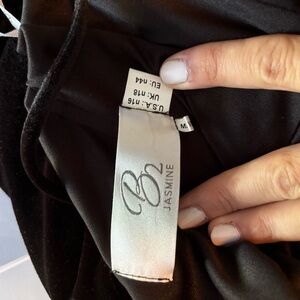 EU: n44
UK: n18
U.S.A.: n16
M
B2
JASMINE